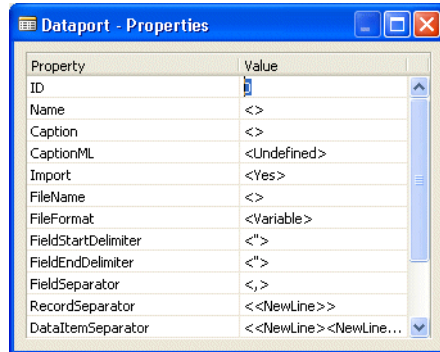 Dataport - Properties
Property Value
ID 0
Name <>
Caption <>
CaptionML <Undefined>
Import <Yes>
FileName <>
FileFormat <Variable>
FieldStartDelimiter <">
FieldEndDelimiter <">
FieldSeparator <,>
RecordSeparator <<NewLine>>
DataItemSeparator <<NewLine><NewLine...